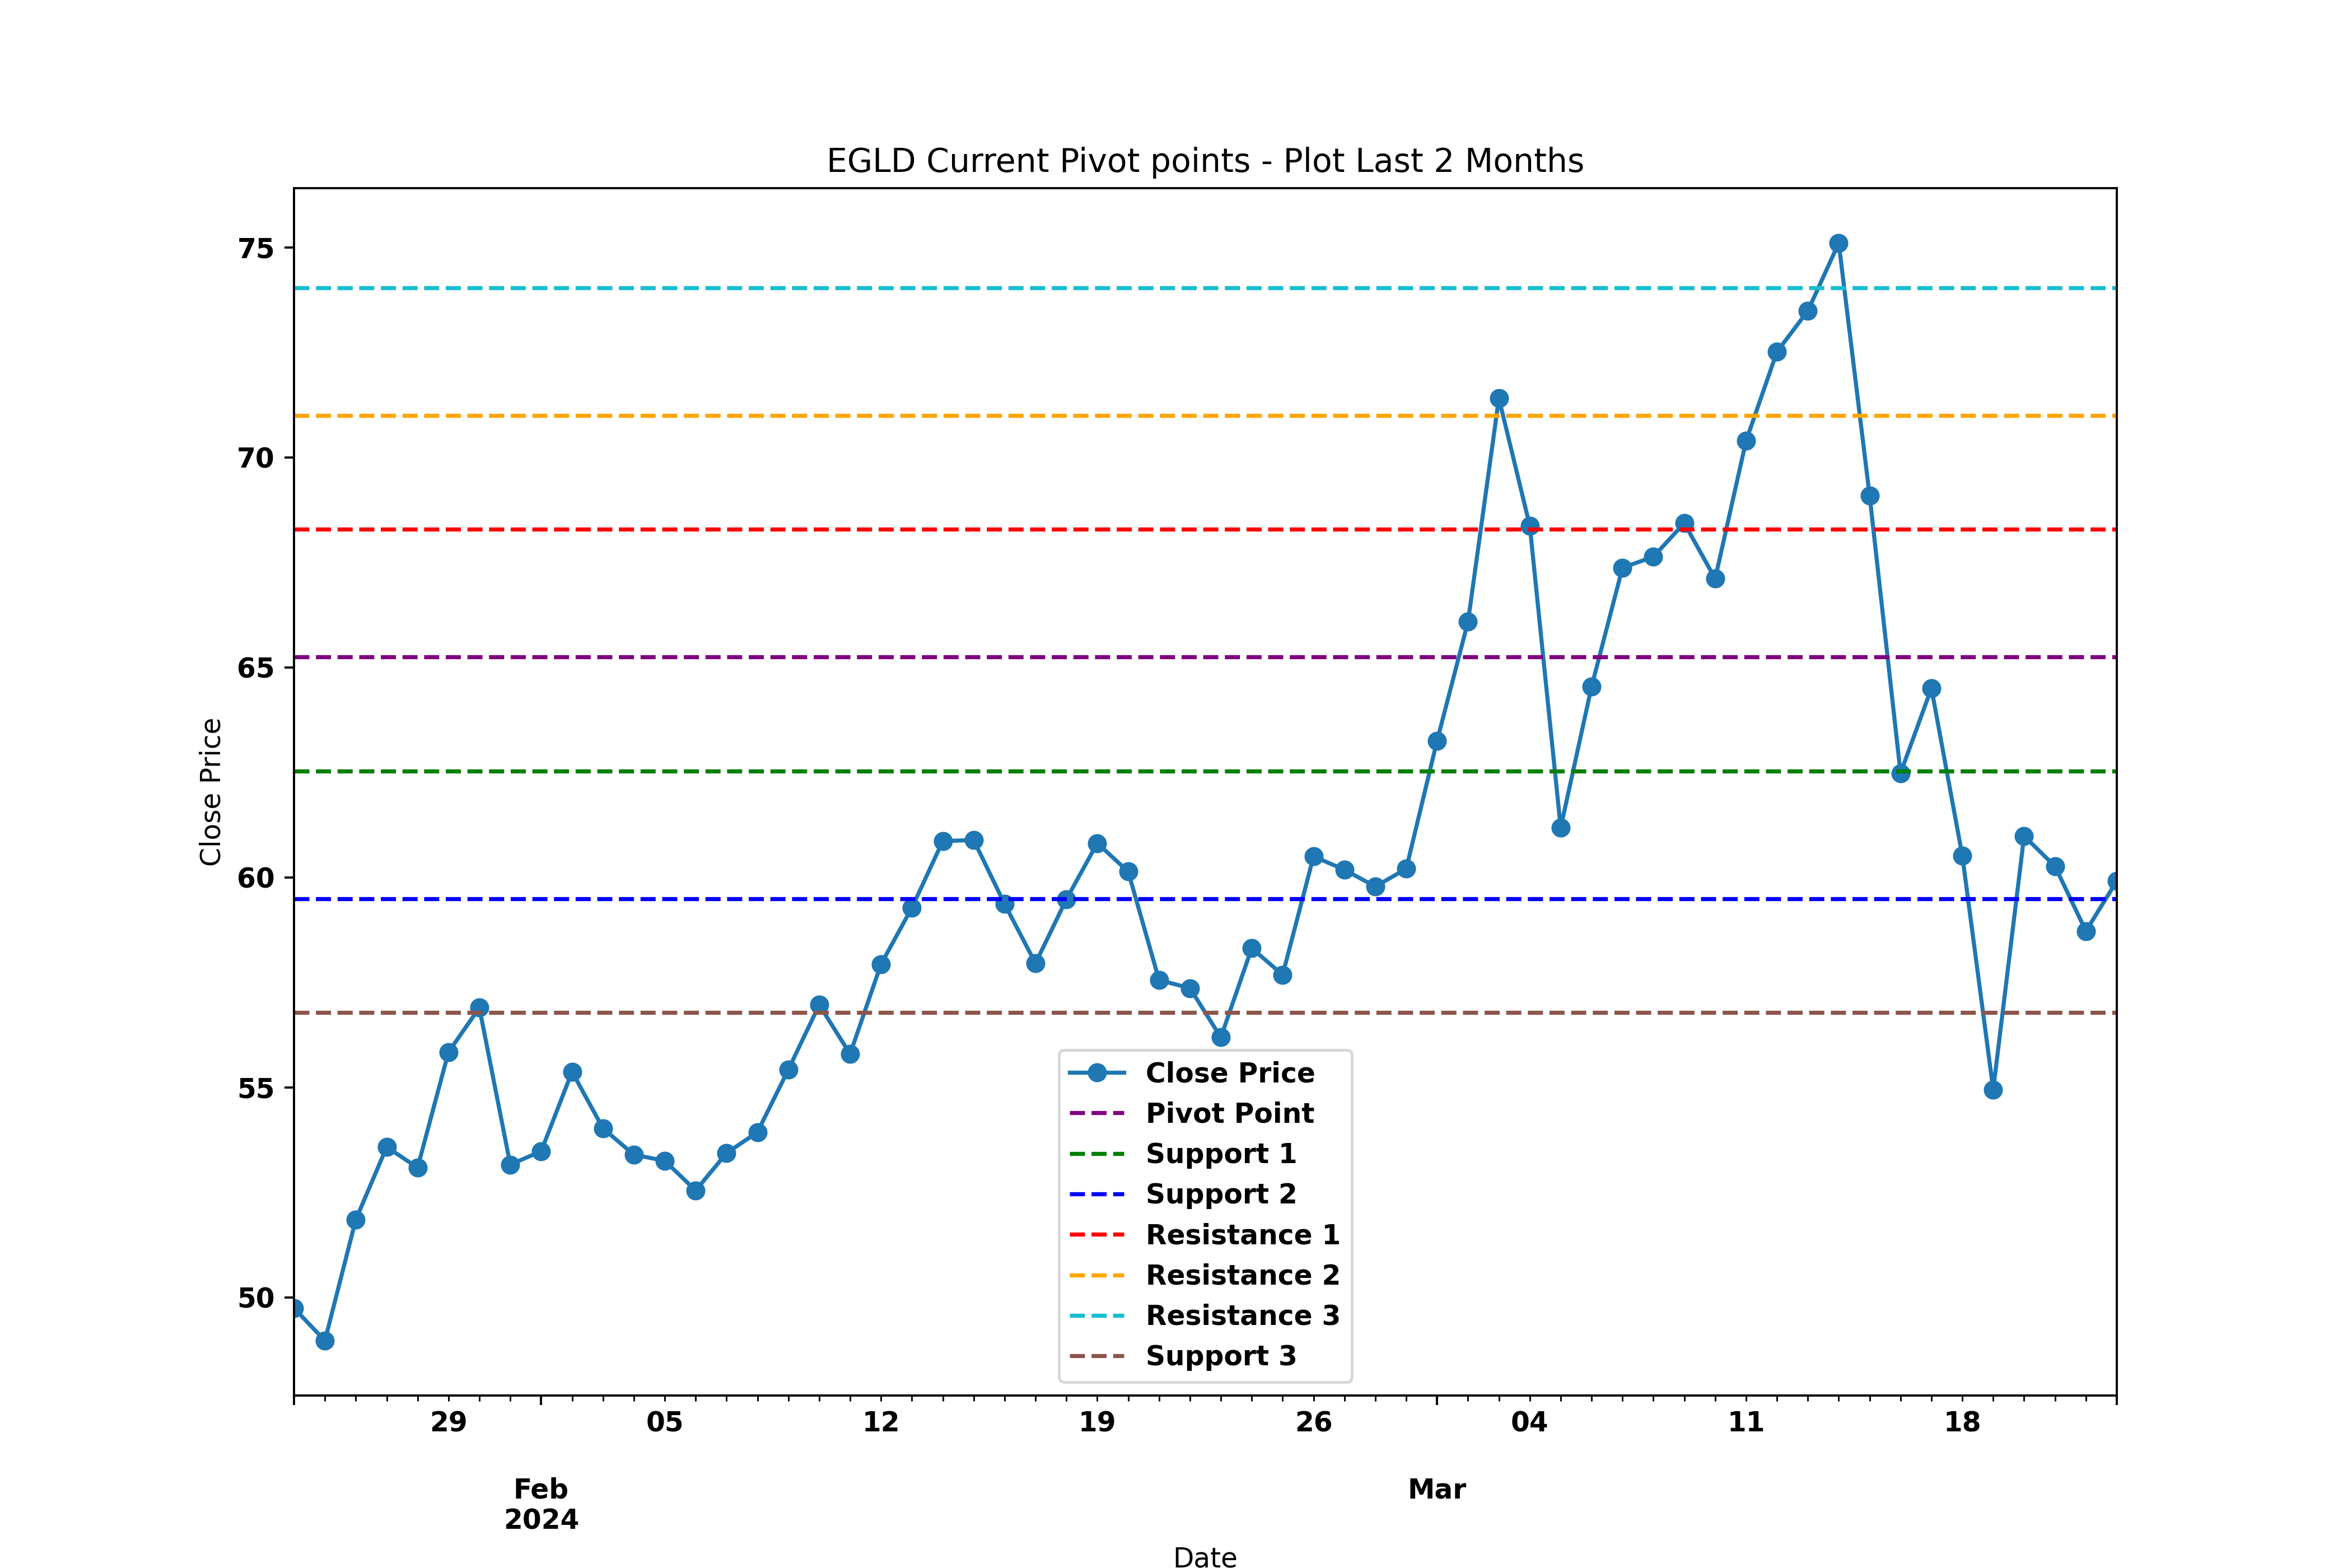 EGLD Current Pivot points - Plot Last 2 Months
75
70
65
60
55
50
Close Price
Close Price
Pivot Point
Support 1
Support 2
Resistance 1
Resistance 2
Resistance 3
Support 3
29 05 12 19 26 04 11 18
Feb Mar
2024
Date